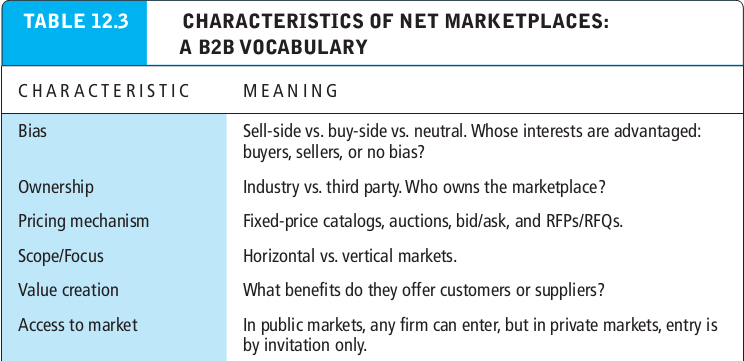 TABLE 12.3 CHARACTERISTICS OF NET MARKETPLACES:
A B2B VOCABULARY
CHARACTERISTIC MEANING
Bias Sell-side vs. buy-side vs. neutral. Whose interests are advantaged:
buyers, sellers, or no bias?
Ownership Industry vs. third party. Who owns the marketplace?
Pricing mechanism Fixed-price catalogs, auctions, bid/ask, and RFPs/RFQs.
Scope/Focus Horizontal vs. vertical markets.
Value creation What benefits do they offer customers or suppliers?
Access to market In public markets, any firm can enter, but in private markets, entry is
by invitation only.